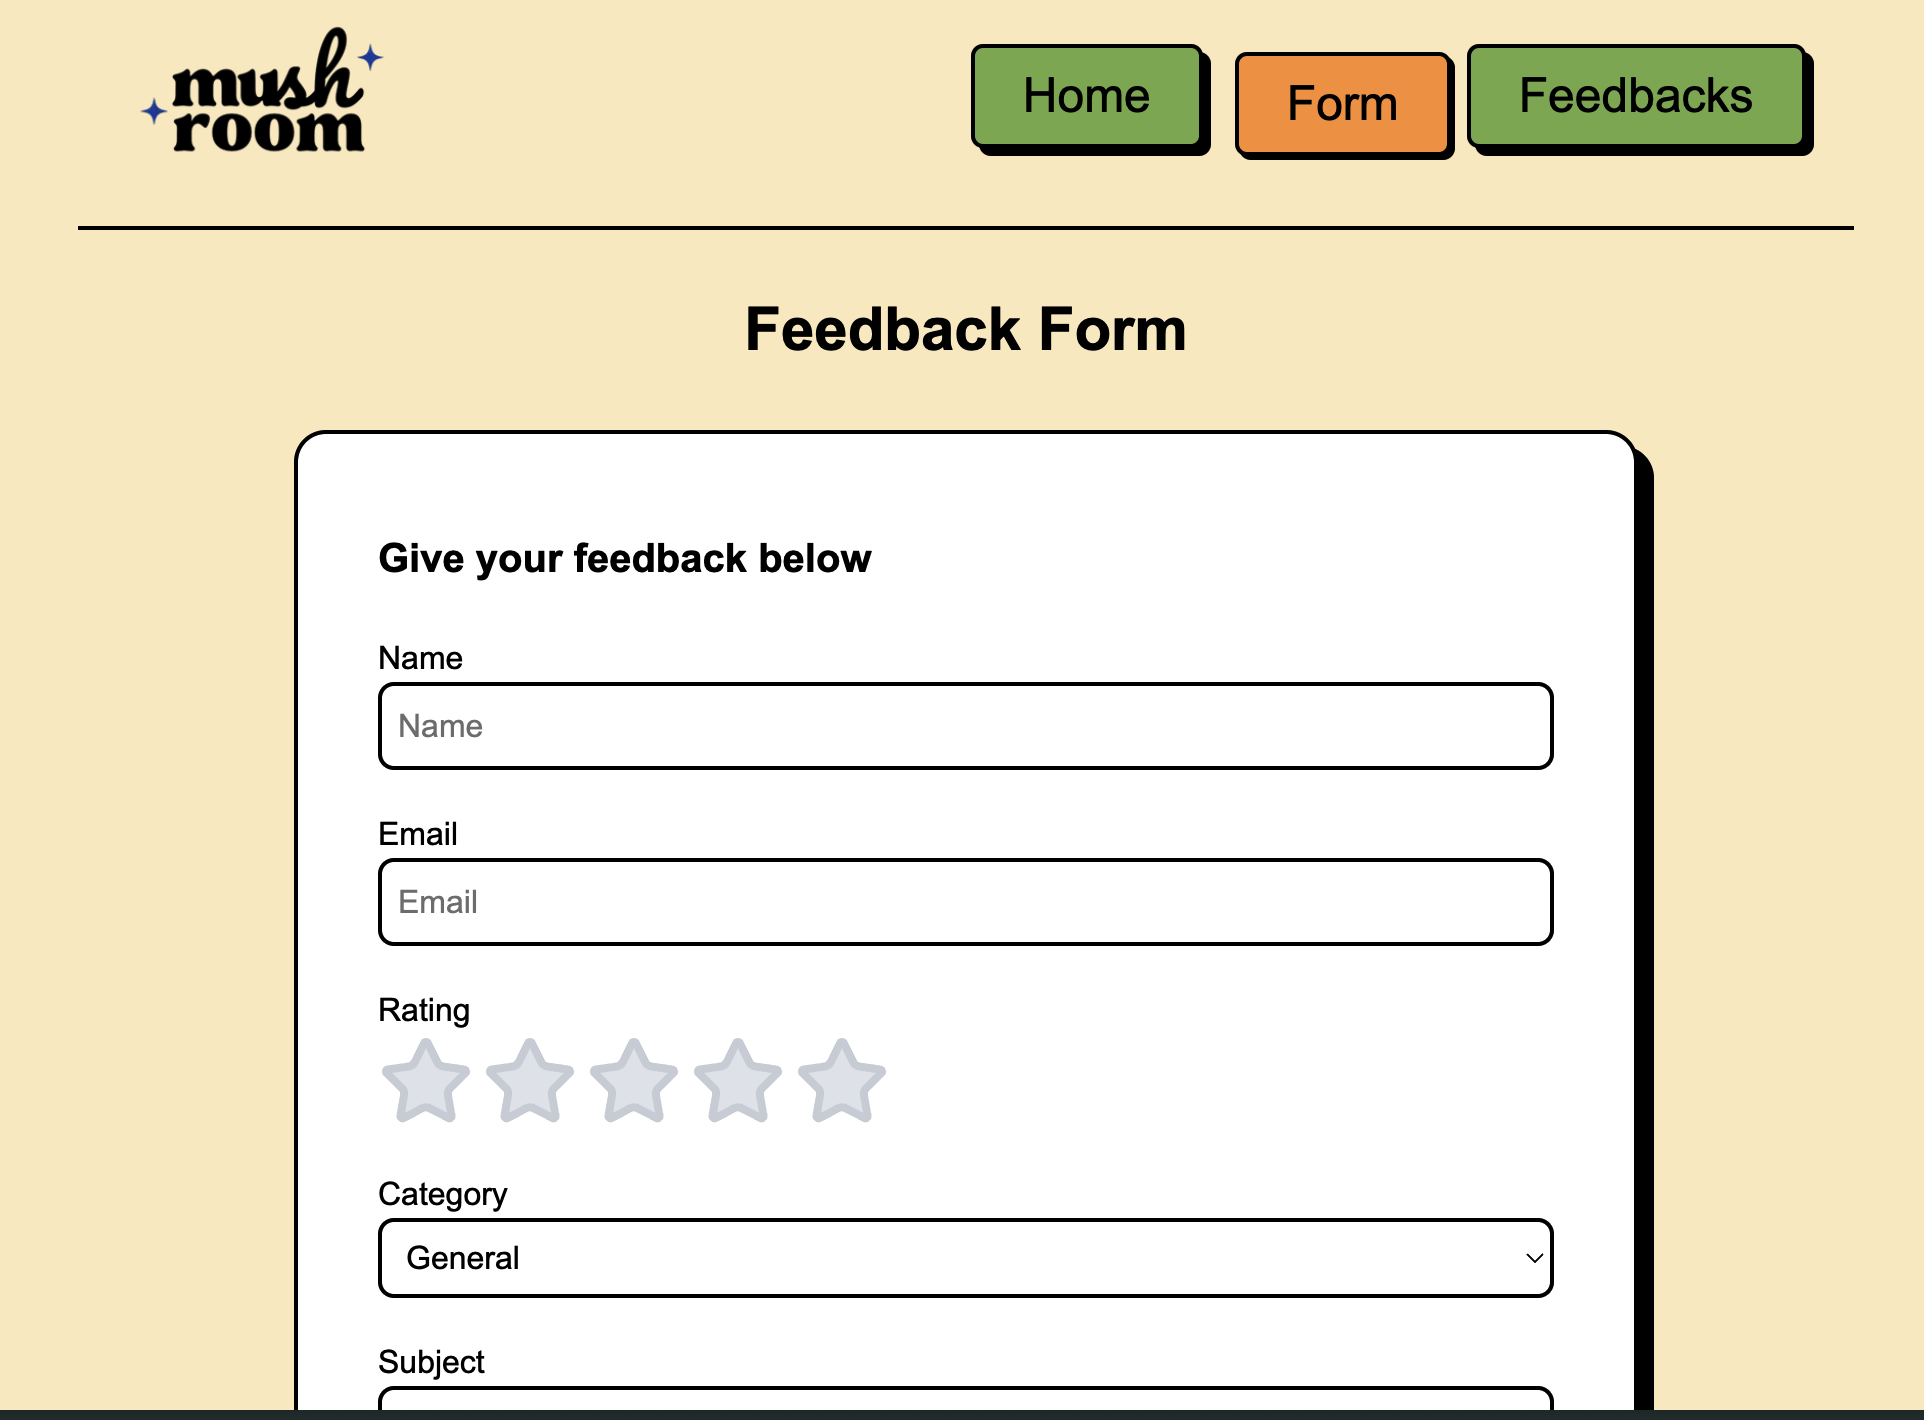 mush
room
Home
Form
Feedbacks
Feedback Form
Give your feedback below
Name
Name
Email
Email
Rating
Category
General
Subject